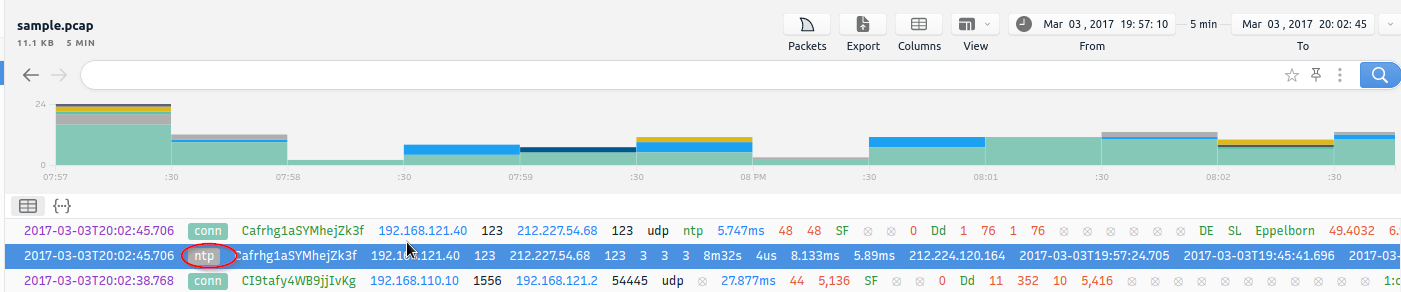 sample.pcap
11.1 KB 5 MIN
Packets
Export
Columns
View
Mar 03 , 2017 19: 57: 10
From
5 min
Mar 03 , 2017 20: 02: 45
To
24
0
07:57 :30 07:58 :30 07:59 :30 08 PM :30 08:01 :30 08:02 :30
2017-03-03T20:02:45.706 conn Cafrhg1aSYMhejZk3f 192.168.121.40 123 212.227.54.68 123 udp ntp 5.747ms 48 48 SF 0 Dd 1 76 1 76 DE SL Eppelborn 49.4032 6.
2017-03-03T20:02:45.706 ntp Cafrhg1aSYMhejZk3f 192.168.121.40 123 212.227.54.68 123 3 3 3 8m32s 4us 8.133ms 5.89ms 212.224.120.164 2017-03-03T19:57:24.705 2017-03-03T19:45:41.696 2017-03-
2017-03-03T20:02:38.768 conn CI9tafy4WB9jjIvKg 192.168.110.10 1556 192.168.121.2 54445 udp 27.877ms 44 5,136 SF 0 Dd 11 352 10 5,416 1:c